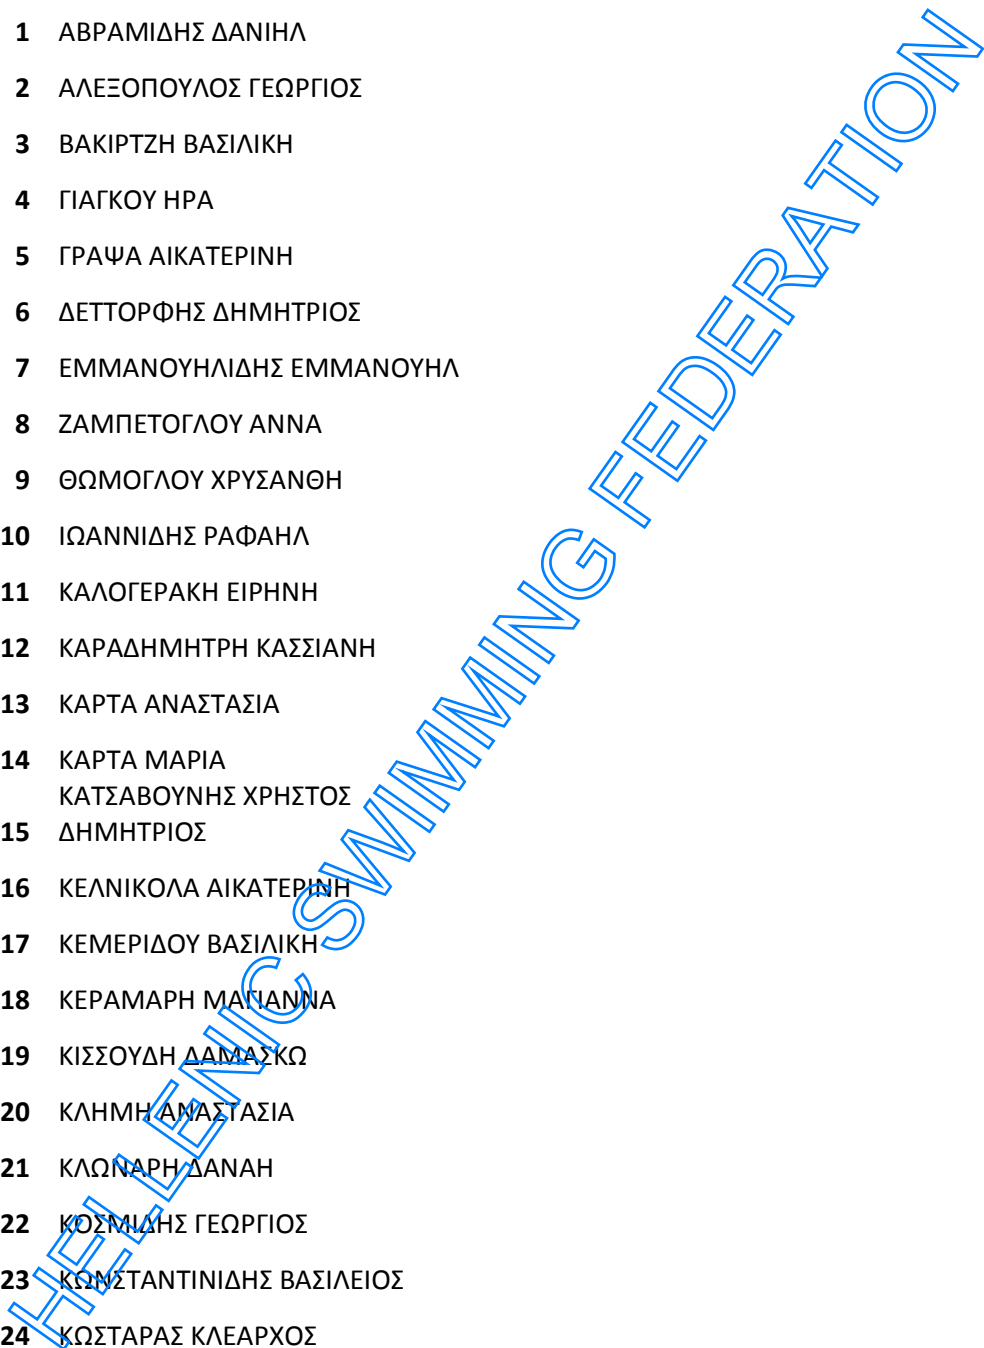 1 ΑΒΡΑΜΙΔΗΣ ΔΑΝΙΗΛ
2 ΑΛΕΞΟΠΟΥΛΟΣ ΓΕΩΡΓΙΟΣ
3 ΒΑΚΙΡΤΖΗ ΒΑΣΙΛΙΚΗ
4 ΓΙΑΓΚΟΥ ΗΡΑ
5 ΓΡΑΨΑ ΑΙΚΑΤΕΡΙΝΗ
6 ΔΕΤΤΟΡΦΗΣ ΔΗΜΗΤΡΙΟΣ
7 ΕΜΜΑΝΟΥΗΛΙΔΗΣ ΕΜΜΑΝΟΥΗΛ
8 ΖΑΜΠΕΤΟΓΛΟΥ ΑΝΝΑ
9 ΘΩΜΟΓΛΟΥ ΧΡΥΣΑΝΘΗ
10 ΙΩΑΝΝΙΔΗΣ ΡΑΦΑΗΛ
11 ΚΑΛΟΓΕΡΑΚΗ ΕΙΡΗΝΗ
12 ΚΑΡΑΔΗΜΗΤΡΗ ΚΑΣΣΙΑΝΗ
13 ΚΑΡΤΑ ΑΝΑΣΤΑΣΙΑ
14 ΚΑΡΤΑ ΜΑΡΙΑ
ΚΑΤΣΑΒΟΥΝΗΣ ΧΡΗΣΤΟΣ
15 ΔΗΜΗΤΡΙΟΣ
16 ΚΕΛΝΙΚΟΛΑ ΑΙΚΑΤΕΡΙΝΗ
17 ΚΕΜΕΡΙΔΟΥ ΒΑΣΙΛΙΚΗ
18 ΚΕΡΑΜΑΡΗ ΜΑΓΙΑΝΝΑ
19 ΚΙΣΣΟΥΔΗ ΔΑΜΑΣΚΩ
20 ΚΛΗΜΗ ΑΝΑΣΤΑΣΙΑ
21 ΚΛΩΝΑΡΗ ΔΑΝΑΗ
22 ΚΟΣΜΙΔΗΣ ΓΕΩΡΓΙΟΣ
23 ΚΩΝΣΤΑΝΤΙΝΙΔΗΣ ΒΑΣΙΛΕΙΟΣ
24 ΚΩΣΤΑΡΑΣ ΚΛΕΑΡΧΟΣ
HELLENIC SWIMMING FEDERATION